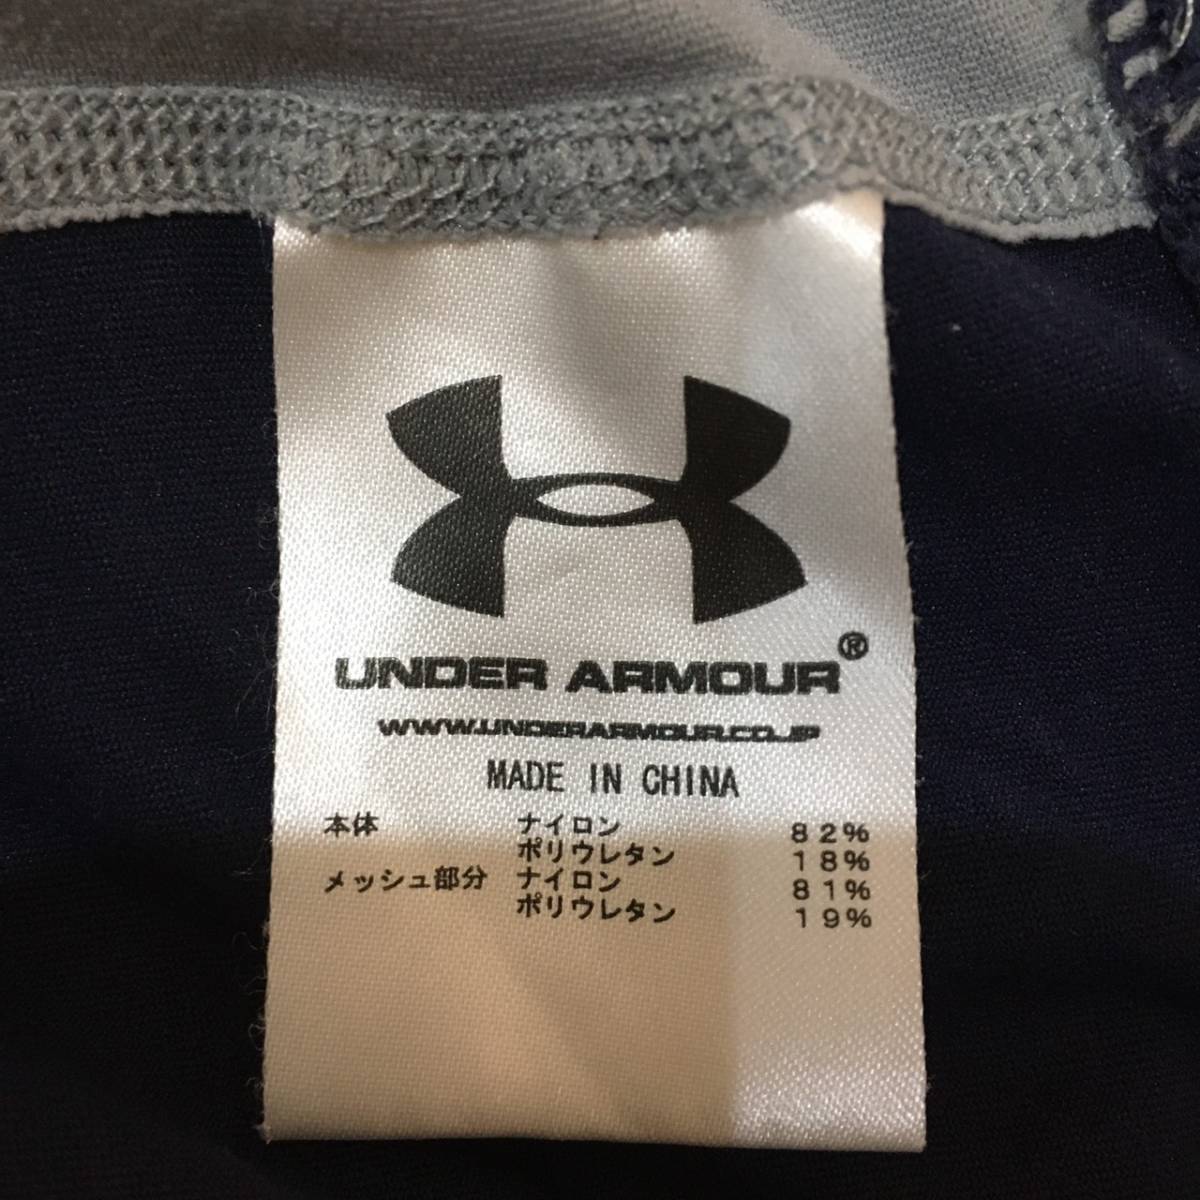 UNDER ARMOUR®
WWW.UNDERARMOUR.CO.JP
MADE IN CHINA
本体 ナイロン 82%
ポリウレタン 18%
メッシュ部分 ナイロン 81%
ポリウレタン 19%